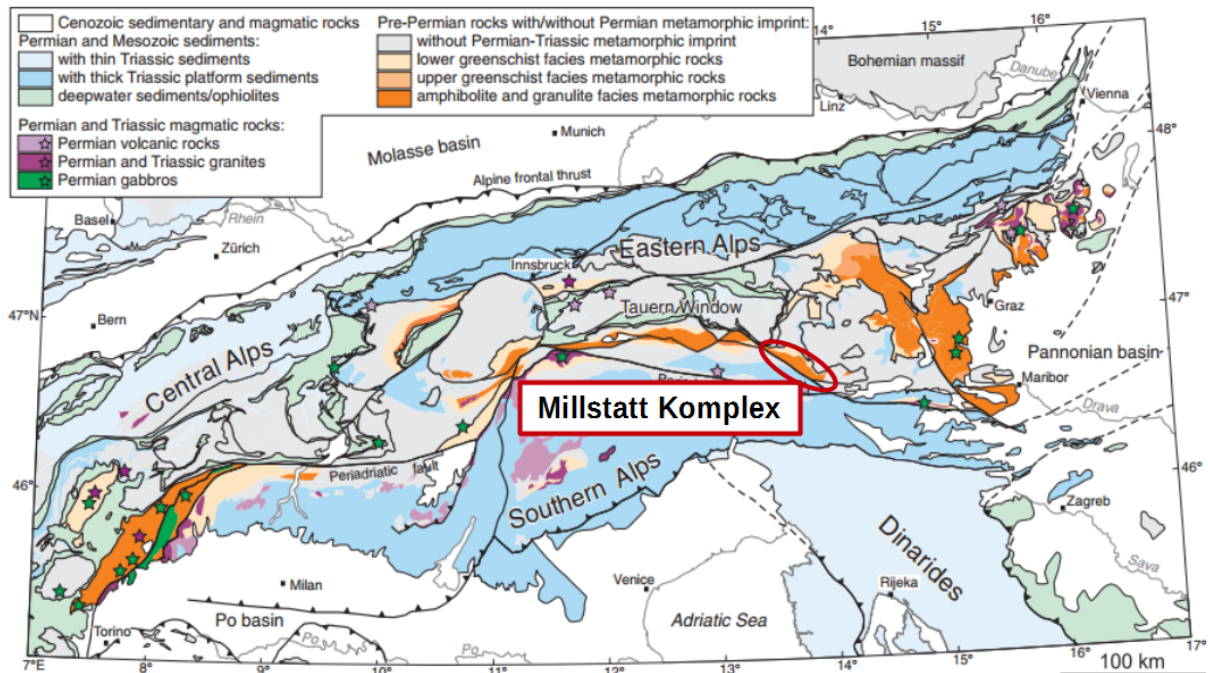 Cenozoic sedimentary and magmatic rocks
Permian and Mesozoic sediments:
with thin Triassic sediments
with thick Triassic platform sediments
deepwater sediments/ophiolites
Permian and Triassic magmatic rocks:
Permian volcanic rocks
Permian and Triassic granites
Permian gabbros
Pre-Permian rocks with/without Permian metamorphic imprint:
without Permian-Triassic metamorphic imprint
lower greenschist facies metamorphic rocks
upper greenschist facies metamorphic rocks
amphibolite and granulite facies metamorphic rocks
14°
15°
16°
Bohemian massif
Danube
Linz
Vienna
48°
Munich
Molasse basin
Alpine frontal thrust
Basel
Rhein
Zürich
Eastern Alps
Innsbruck
Tauern Window
Graz
47°
47°N
Bern
Central Alps
Pannonian basin
Maribor
Drava
Millstatt Komplex
Periadriatic fault
46°
46°
Southern Alps
Zagreb
Dinarides
Sava
Milan
Venice
Rijeka
Adriatic Sea
Torino
Po basin
Po
Po
7°E
8°
9°
10°
11°
12°
13°
14°
15°
16°
17°
100 km